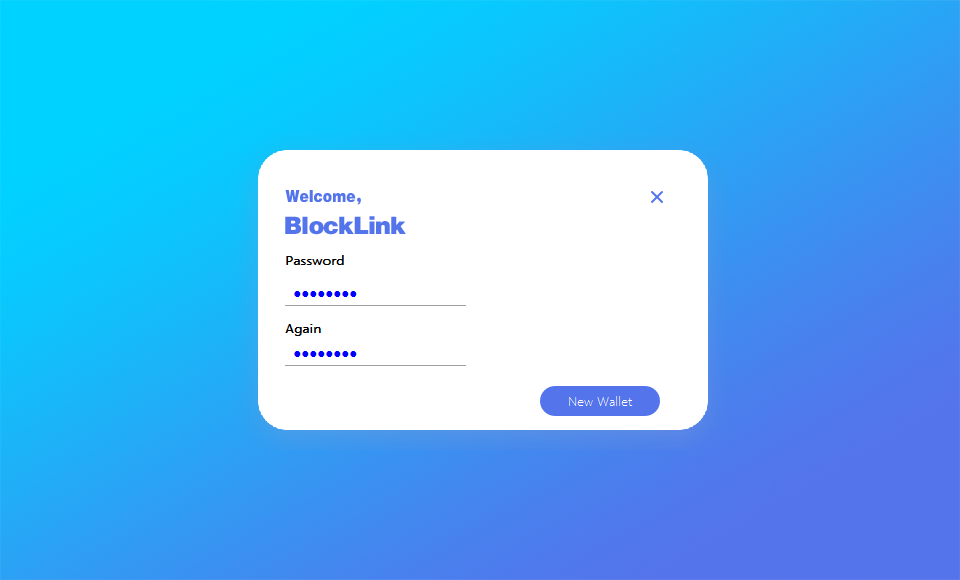 Welcome,
BlockLink
Password
••••••••
Again
••••••••
New Wallet